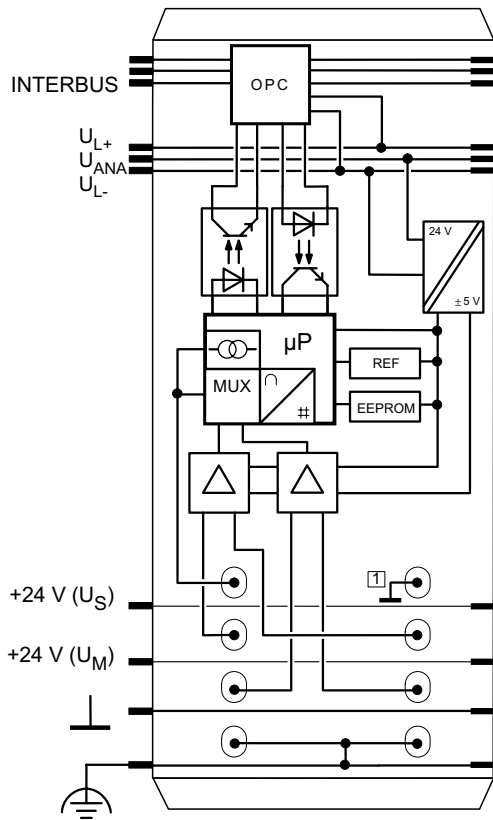 OPC
INTERBUS
UL+
UANA
UL-
24 V
± 5 V
µP
REF
MUX
∩
#
EEPROM
1
+24 V (US)
+24 V (UM)